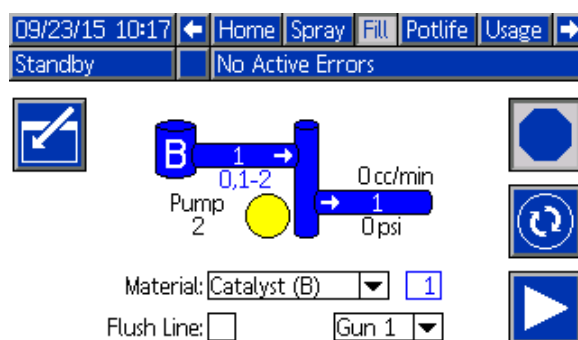 09/23/15 10:17 Home Spray Fill Potlife Usage
Standby No Active Errors
B 1
0,1-2
0 cc/min
Pump
2
1
0 psi
Material: Catalyst (B) 1
Flush Line: Gun 1